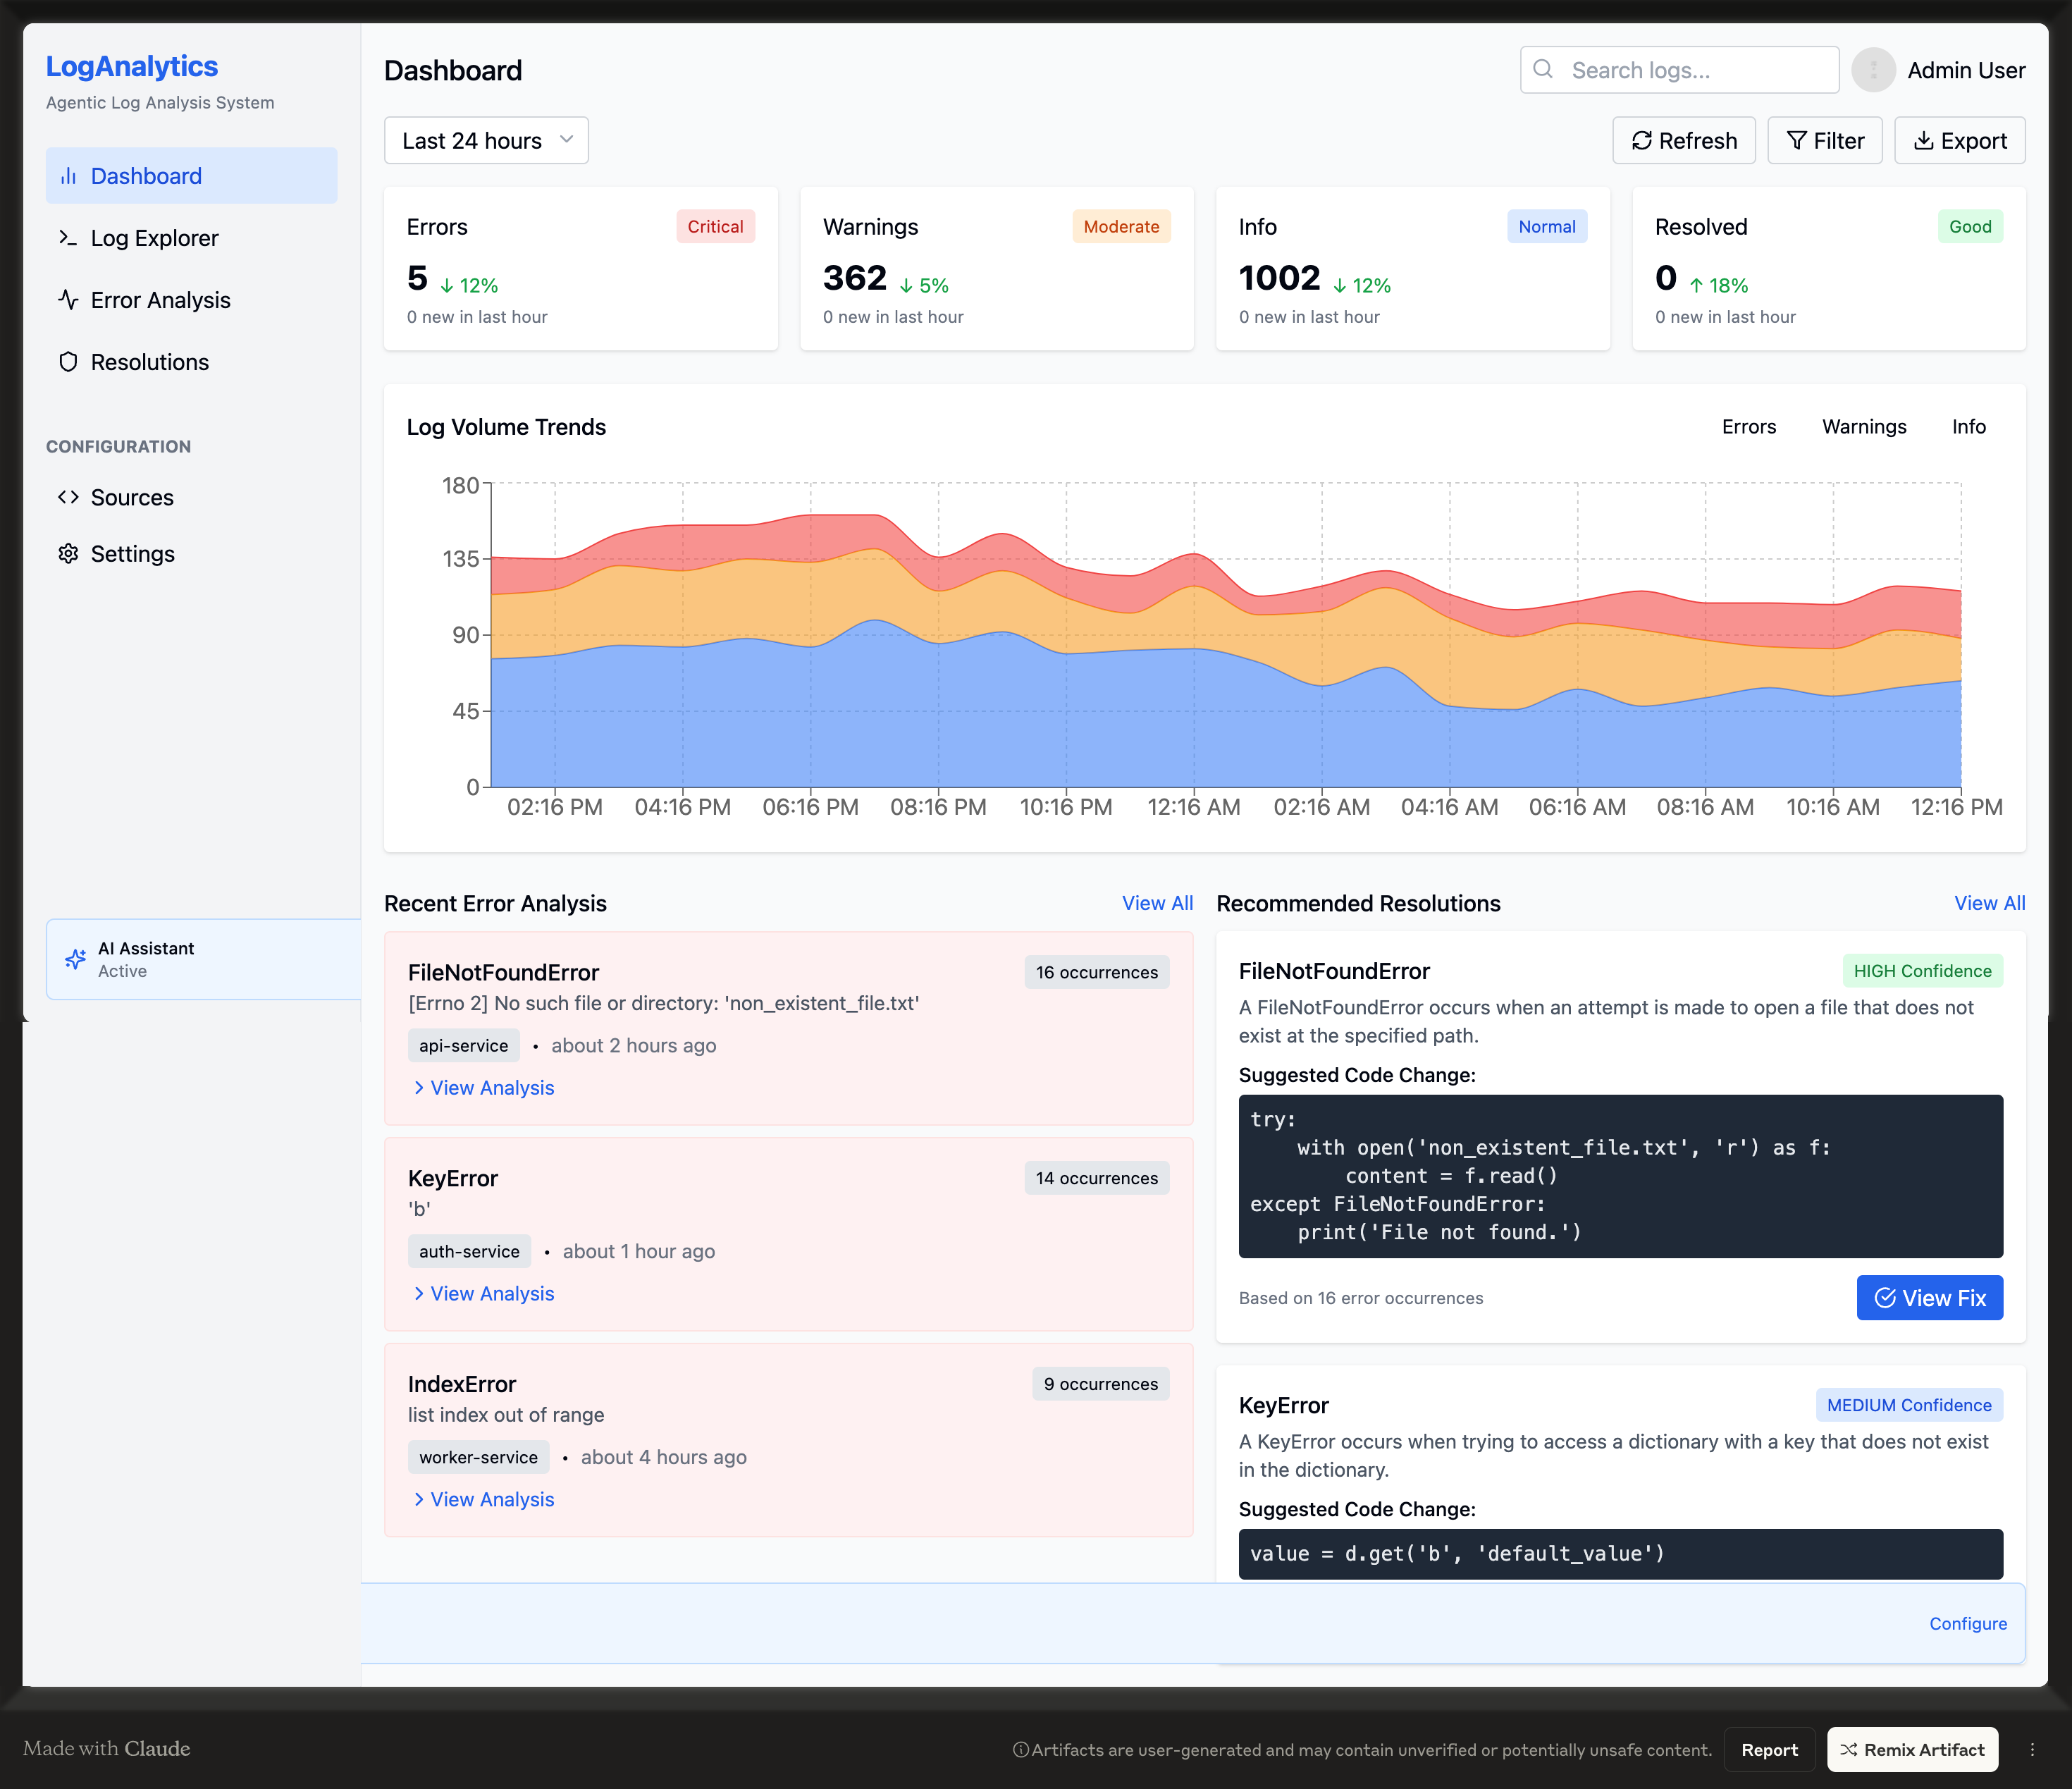 LogAnalytics
Agentic Log Analysis System
Dashboard
Log Explorer
Error Analysis
Resolutions
CONFIGURATION
Sources
Settings
AI Assistant
Active
Dashboard
Search logs...
Admin User
Last 24 hours
Refresh
Filter
Export
Errors
Critical
5 ↓ 12%
0 new in last hour
Warnings
Moderate
362 ↓ 5%
0 new in last hour
Info
Normal
1002 ↓ 12%
0 new in last hour
Resolved
Good
0 ↑ 18%
0 new in last hour
Log Volume Trends
Errors
Warnings
Info
180
135
90
45
0
02:16 PM
04:16 PM
06:16 PM
08:16 PM
10:16 PM
12:16 AM
02:16 AM
04:16 AM
06:16 AM
08:16 AM
10:16 AM
12:16 PM
Recent Error Analysis
View All
FileNotFoundError
16 occurrences
[Errno 2] No such file or directory: 'non_existent_file.txt'
api-service • about 2 hours ago
View Analysis
KeyError
14 occurrences
'b'
auth-service • about 1 hour ago
View Analysis
IndexError
9 occurrences
list index out of range
worker-service • about 4 hours ago
View Analysis
Recommended Resolutions
View All
FileNotFoundError
HIGH Confidence
A FileNotFoundError occurs when an attempt is made to open a file that does not
exist at the specified path.
Suggested Code Change:
try:
    with open('non_existent_file.txt', 'r') as f:
        content = f.read()
except FileNotFoundError:
    print('File not found.')
Based on 16 error occurrences
View Fix
KeyError
MEDIUM Confidence
A KeyError occurs when trying to access a dictionary with a key that does not exist
in the dictionary.
Suggested Code Change:
value = d.get('b', 'default_value')
Configure
Made with Claude
Artifacts are user-generated and may contain unverified or potentially unsafe content.
Report
Remix Artifact